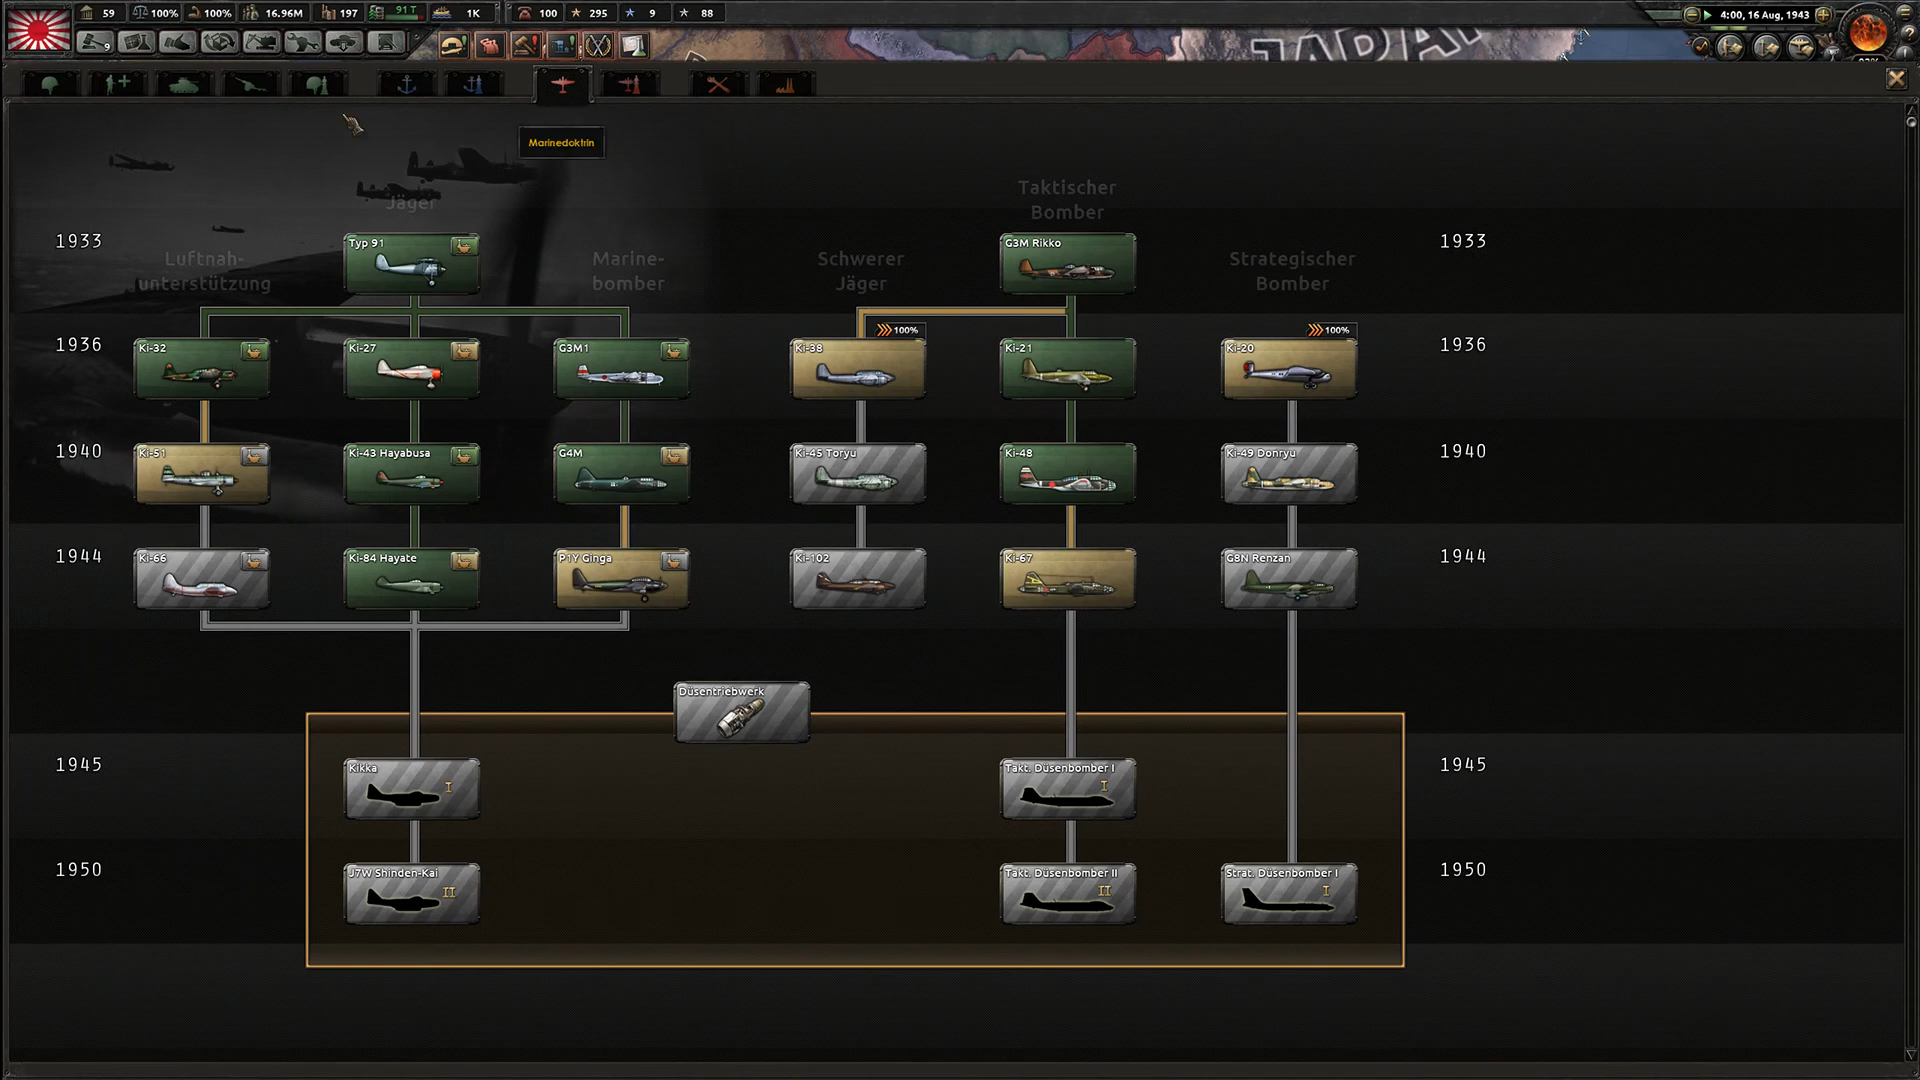 59 100% 100% 16.96M 197 91 T 1K 100 295 9 88
4:00, 16 Aug, 1943
9
JAPAN
Marinedoktrin
Jäger
Taktischer
Bomber
1933
Typ 91
G3M Rikko
1933
Luftnah-
unterstützung
Marine-
bomber
Schwerer
Jäger
Strategischer
Bomber
100%
100%
1936
Ki-32
Ki-27
G3M1
Ki-38
Ki-21
Ki-20
1936
1940
Ki-51
Ki-43 Hayabusa
G4M
Ki-45 Toryu
Ki-48
Ki-49 Donryu
1940
1944
Ki-66
Ki-84 Hayate
P1Y Ginga
Ki-102
Ki-67
G8N Renzan
1944
Düsentriebwerk
1945
Kikka
I
Takt. Düsenbomber I
I
1945
1950
J7W Shinden-Kai
II
Takt. Düsenbomber II
II
Strat. Düsenbomber I
I
1950